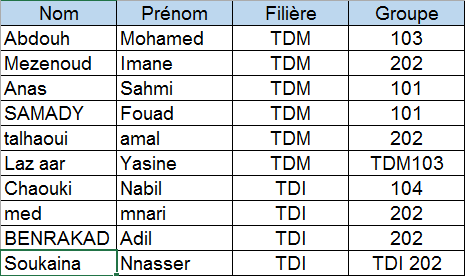 Nom Prénom Filière Groupe
Abdouh Mohamed TDM 103
Mezenoud Imane TDM 202
Anas Sahmi TDM 101
SAMADY Fouad TDM 101
talhaoui amal TDM 202
Laz aar Yasine TDM TDM103
Chaouki Nabil TDI 104
med mnari TDI 202
BENRAKAD Adil TDI 202
Soukaina Nnasser TDI TDI 202